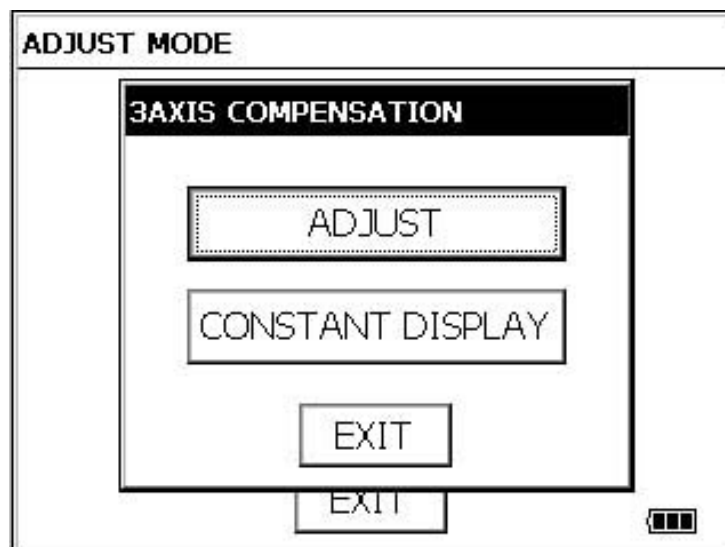 ADJUST MODE
3AXIS COMPENSATION
ADJUST
CONSTANT DISPLAY
EXIT
EXIT